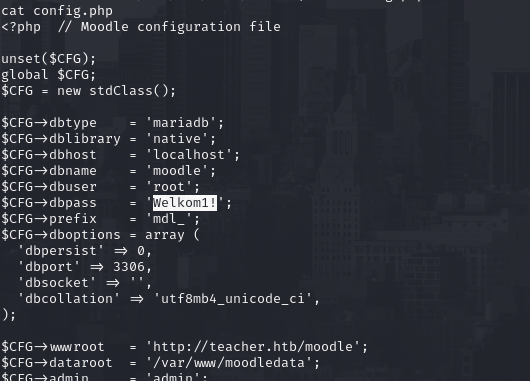 cat config.php
<?php  // Moodle configuration file
unset($CFG);
global $CFG;
$CFG = new stdClass();
$CFG→dbtype    = 'mariadb';
$CFG→dblibrary = 'native';
$CFG→dbhost    = 'localhost';
$CFG→dbname    = 'moodle';
$CFG→dbuser    = 'root';
$CFG→dbpass    = 'Welkom1!';
$CFG→prefix    = 'mdl_';
$CFG→dboptions = array (
  'dbpersist' ⇒ 0,
  'dbport' ⇒ 3306,
  'dbsocket' ⇒ '',
  'dbcollation' ⇒ 'utf8mb4_unicode_ci',
);
$CFG→wwwroot   = 'http://teacher.htb/moodle';
$CFG→dataroot  = '/var/www/moodledata';
$CFG→admin     = 'admin';